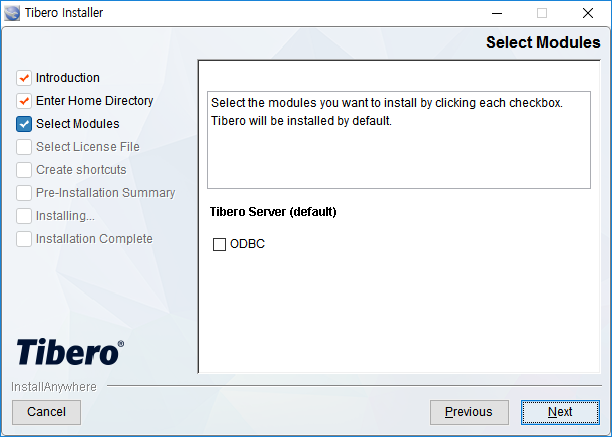 Tibero Installer
Select Modules
Introduction
Enter Home Directory
Select Modules
Select License File
Create shortcuts
Pre-Installation Summary
Installing...
Installation Complete
Select the modules you want to install by clicking each checkbox.
Tibero will be installed by default.
Tibero Server (default)
ODBC
Tibero®
InstallAnywhere
Cancel
Previous
Next